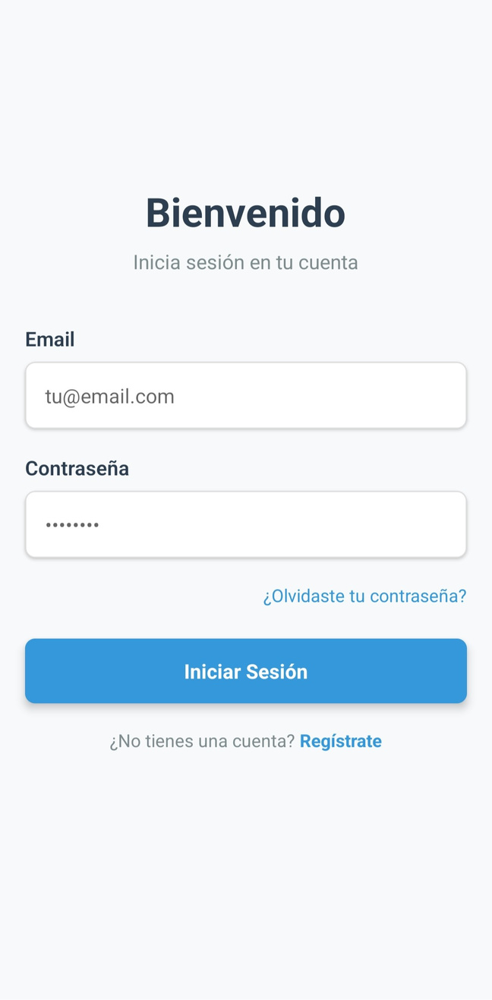 Bienvenido
Inicia sesión en tu cuenta
Email
tu@email.com
Contraseña
••••••••
¿Olvidaste tu contraseña?
Iniciar Sesión
¿No tienes una cuenta? Regístrate